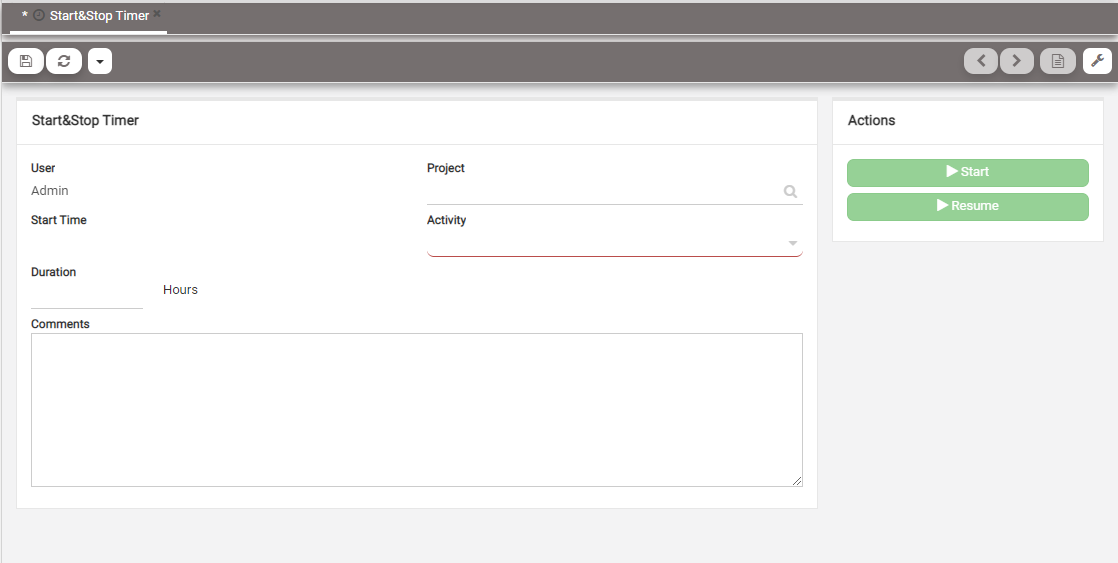 * Start&Stop Timer
Start&Stop Timer
Actions
User
Project
Admin
Start
Resume
Start Time
Activity
Duration
Hours
Comments